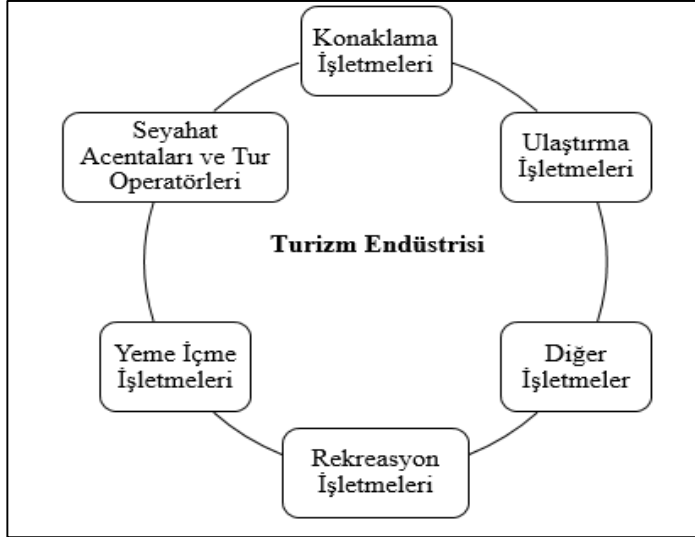 Konaklama
İşletmeleri
Seyahat
Acentaları ve Tur
Operatörleri
Ulaştırma
İşletmeleri
Turizm Endüstrisi
Yeme İçme
İşletmeleri
Diğer
İşletmeler
Rekreasyon
İşletmeleri